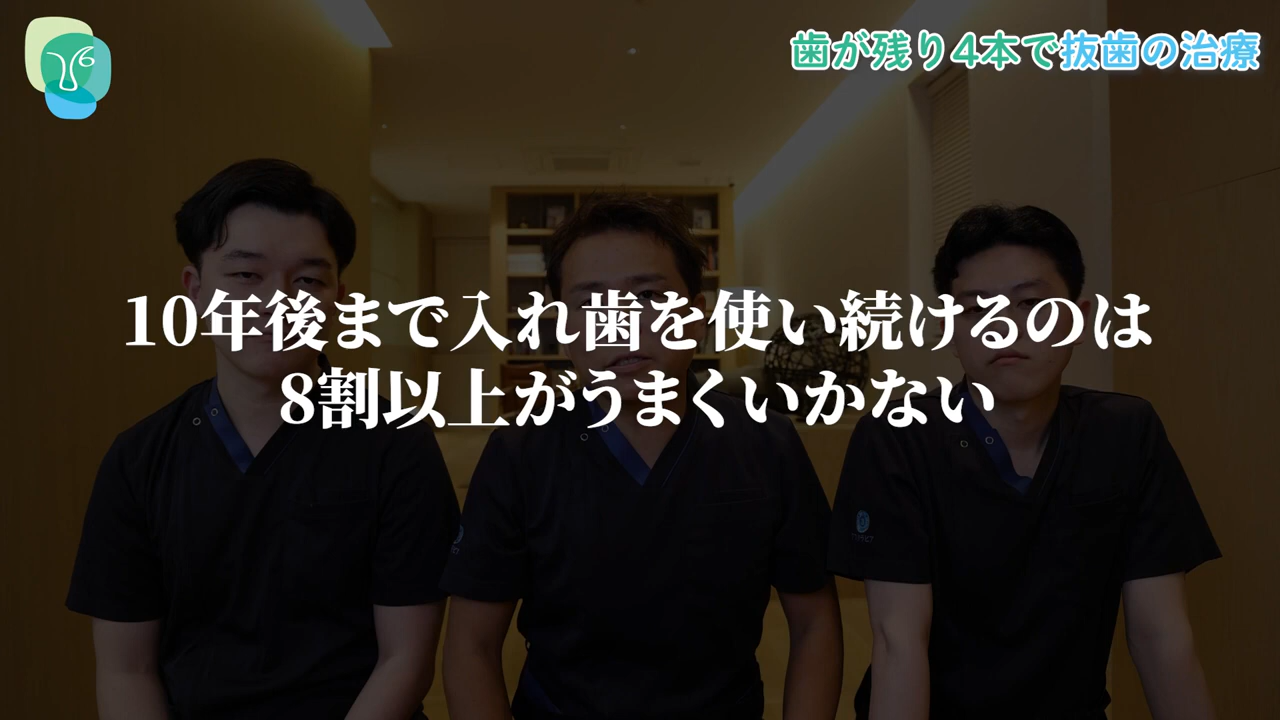 歯が残り4本で抜歯の治療
10年後まで入れ歯を使い続けるのは
8割以上がうまくいかない